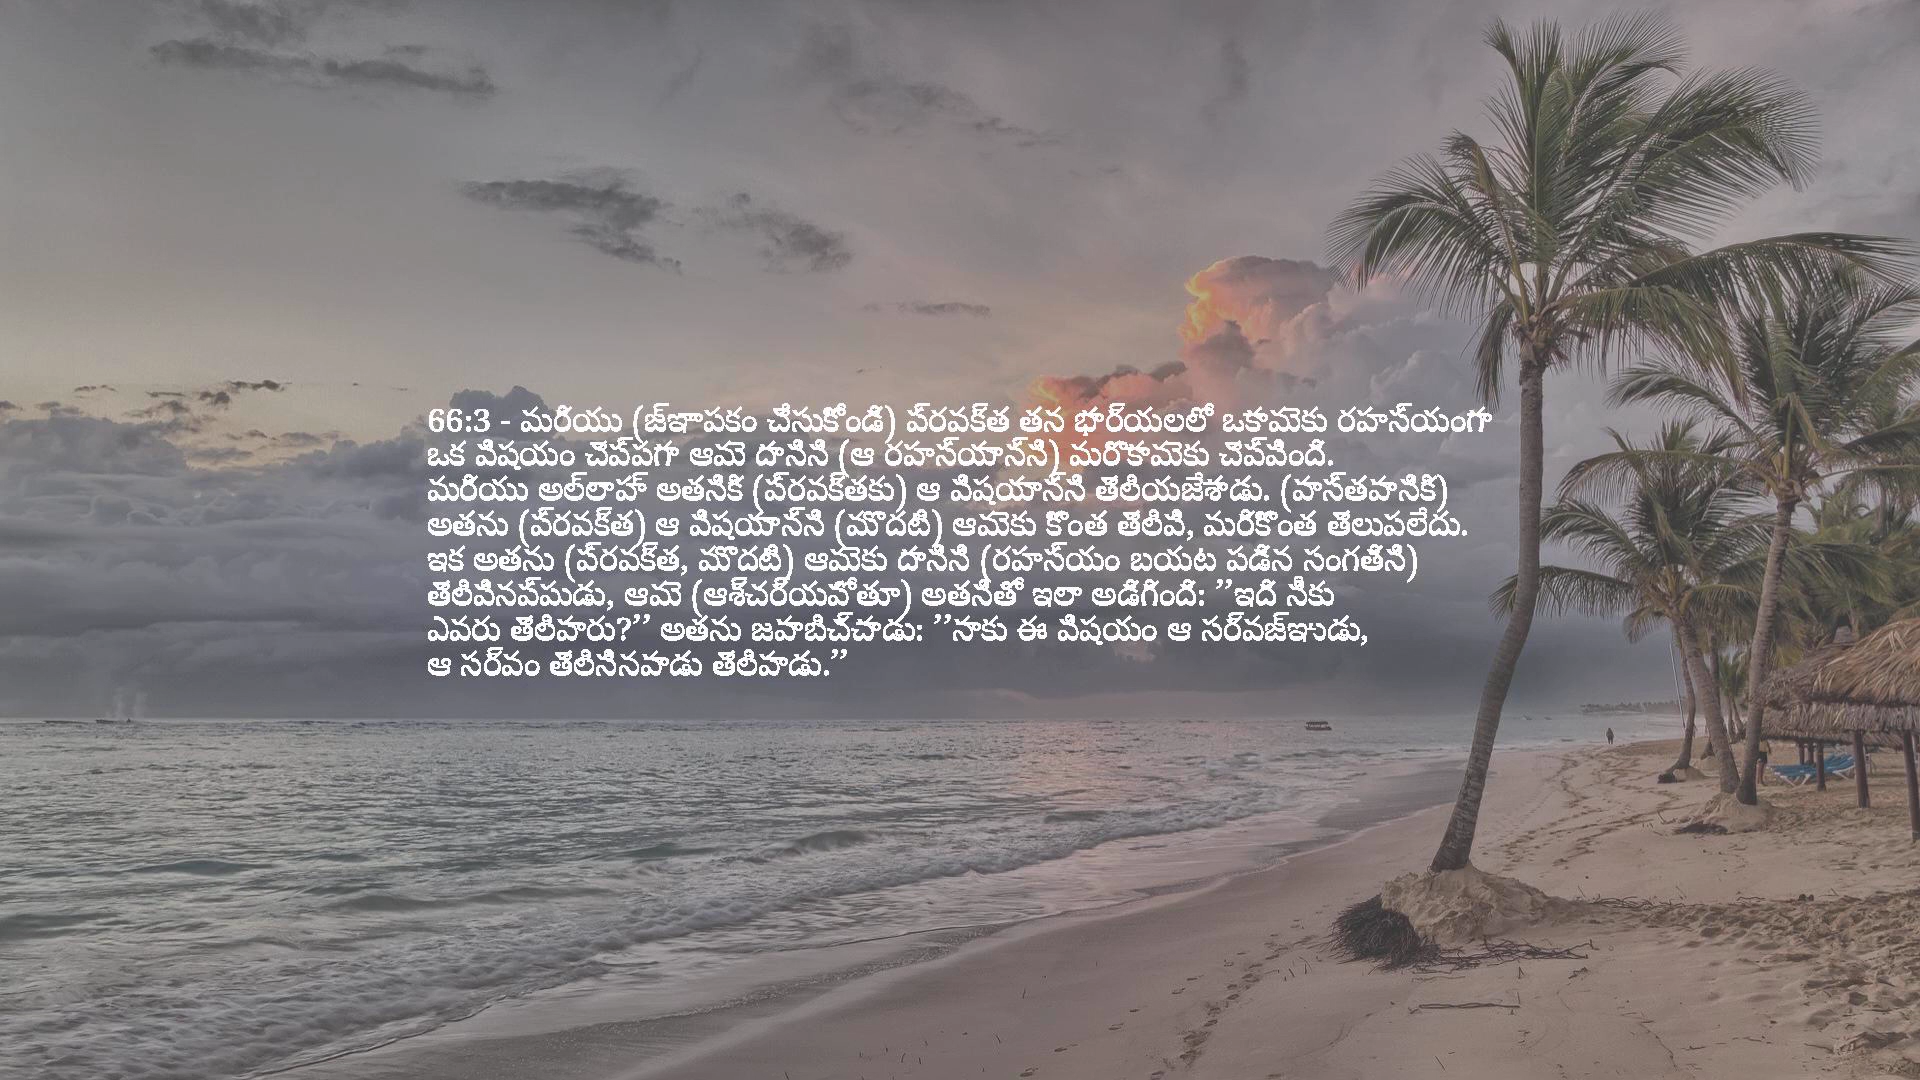 66:3 - మరియు (జ్ఞాపకం చేసుకోండి) ప్రవక్త తన భార్యలలో ఒకామెకు రహస్యంగా
ఒక విషయం చెప్పగా ఆమె దానిని (ఆ రహస్యాన్ని) మరొకామెకు చెప్పింది.
మరియు అల్లాహ్ అతనికి (ప్రవక్తకు) ఆ విషయాన్ని తెలియజేశాడు. (వాస్తవానికి)
అతను (ప్రవక్త) ఆ విషయాన్ని (మొదటి) ఆమెకు కొంత తెలిపి, మరికొంత తెలుపలేదు.
ఇక అతను (ప్రవక్త, మొదటి) ఆమెకు దానిని (రహస్యం బయట పడిన సంగతిని)
తెలిపినప్పుడు, ఆమె (ఆశ్చర్యపోతూ) అతనితో ఇలా అడిగింది: ’’ఇది నీకు
ఎవరు తెలిపారు?’’ అతను జవాబిచ్చాడు: ’’నాకు ఈ విషయం ఆ సర్వజ్ఞుడు,
ఆ సర్వం తెలిసినవాడు తెలిపాడు.’’